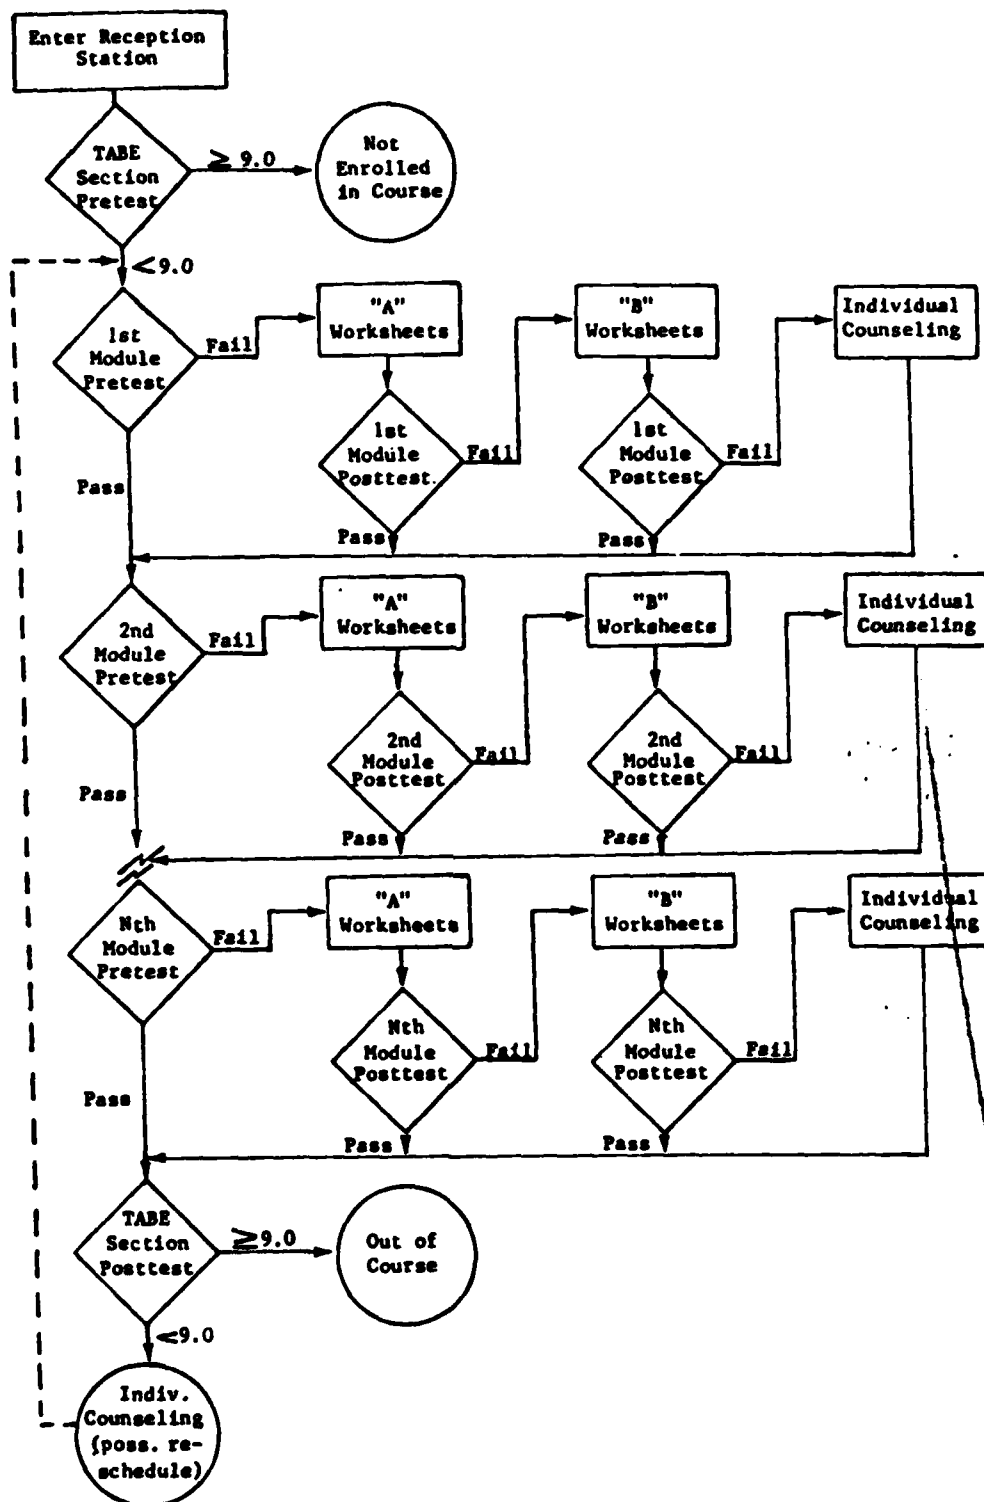 Enter Reception
Station
TABE
Section
Pretest
≥ 9.0
Not
Enrolled
in Course
<9.0
1st
Module
Pretest
Fail
"A"
Worksheets
1st
Module
Posttest.
Fail
"B"
Worksheets
1st
Module
Posttest
Fail
Individual
Counseling
Pass
Pass
Pass
2nd
Module
Pretest
Fail
"A"
Worksheets
2nd
Module
Posttest
Fail
"B"
Worksheets
2nd
Module
Posttest
Fail
Individual
Counseling
Pass
Pass
Pass
Nth
Module
Pretest
Fail
"A"
Worksheets
Nth
Module
Posttest
Fail
"B"
Worksheets
Nth
Module
Posttest
Fail
Individual
Counseling
Pass
Pass
Pass
TABE
Section
Posttest
≥9.0
Out of
Course
<9.0
Indiv.
Counseling
(poss. re-
schedule)